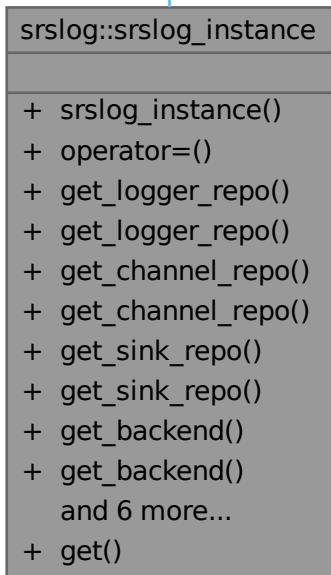 srslog::srslog_instance
+ srslog_instance()
+ operator=()
+ get_logger_repo()
+ get_logger_repo()
+ get_channel_repo()
+ get_channel_repo()
+ get_sink_repo()
+ get_sink_repo()
+ get_backend()
+ get_backend()
and 6 more...
+ get()